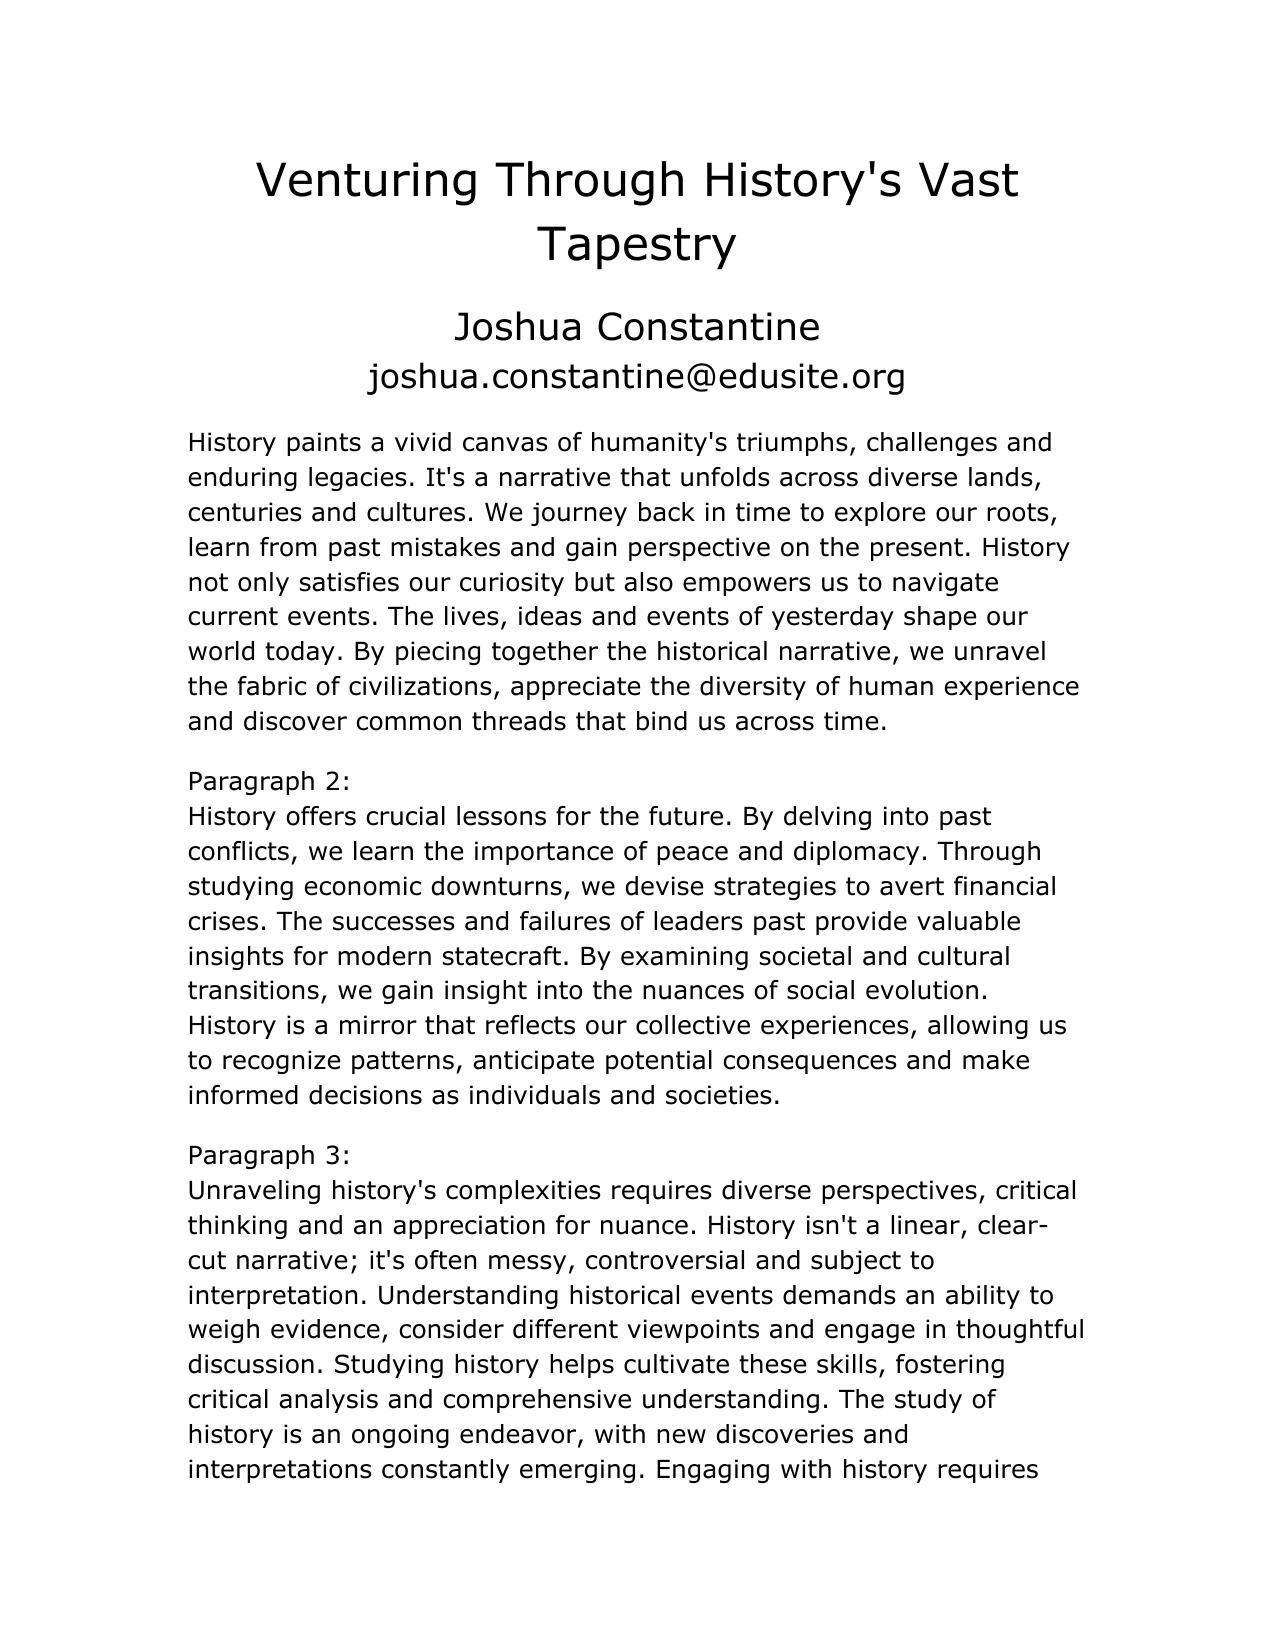 Venturing Through History's Vast
Tapestry
Joshua Constantine
joshua.constantine@edusite.org
History paints a vivid canvas of humanity's triumphs, challenges and
enduring legacies. It's a narrative that unfolds across diverse lands,
centuries and cultures. We journey back in time to explore our roots,
learn from past mistakes and gain perspective on the present. History
not only satisfies our curiosity but also empowers us to navigate
current events. The lives, ideas and events of yesterday shape our
world today. By piecing together the historical narrative, we unravel
the fabric of civilizations, appreciate the diversity of human experience
and discover common threads that bind us across time.
Paragraph 2:
History offers crucial lessons for the future. By delving into past
conflicts, we learn the importance of peace and diplomacy. Through
studying economic downturns, we devise strategies to avert financial
crises. The successes and failures of leaders past provide valuable
insights for modern statecraft. By examining societal and cultural
transitions, we gain insight into the nuances of social evolution.
History is a mirror that reflects our collective experiences, allowing us
to recognize patterns, anticipate potential consequences and make
informed decisions as individuals and societies.
Paragraph 3:
Unraveling history's complexities requires diverse perspectives, critical
thinking and an appreciation for nuance. History isn't a linear, clear-
cut narrative; it's often messy, controversial and subject to
interpretation. Understanding historical events demands an ability to
weigh evidence, consider different viewpoints and engage in thoughtful
discussion. Studying history helps cultivate these skills, fostering
critical analysis and comprehensive understanding. The study of
history is an ongoing endeavor, with new discoveries and
interpretations constantly emerging. Engaging with history requires